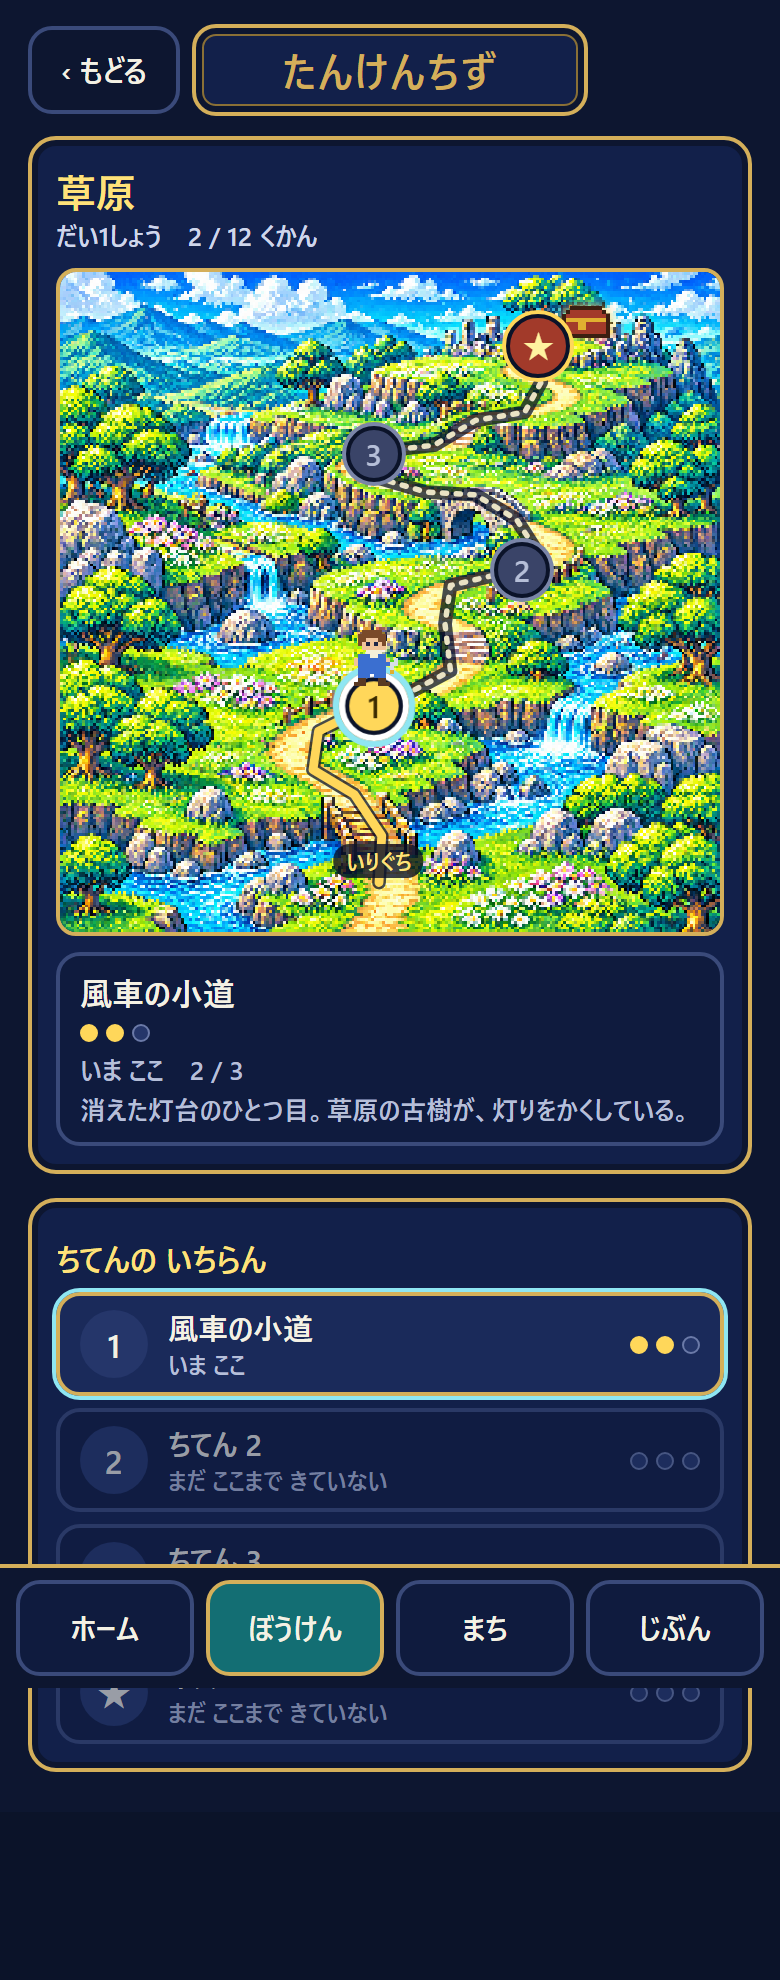 ‹ もどる
たんけんちず
草原
だい1しょう 2 / 12 くかん
★
3
2
1
いりぐち
風車の小道
いま ここ 2 / 3
消えた灯台のひとつ目。草原の古樹が、灯りをかくしている。
ちてんの いちらん
1
風車の小道
いま ここ
2
ちてん 2
まだ ここまで きていない
ちてん 3
ホーム
ぼうけん
まち
じぶん
★
まだ ここまで きていない